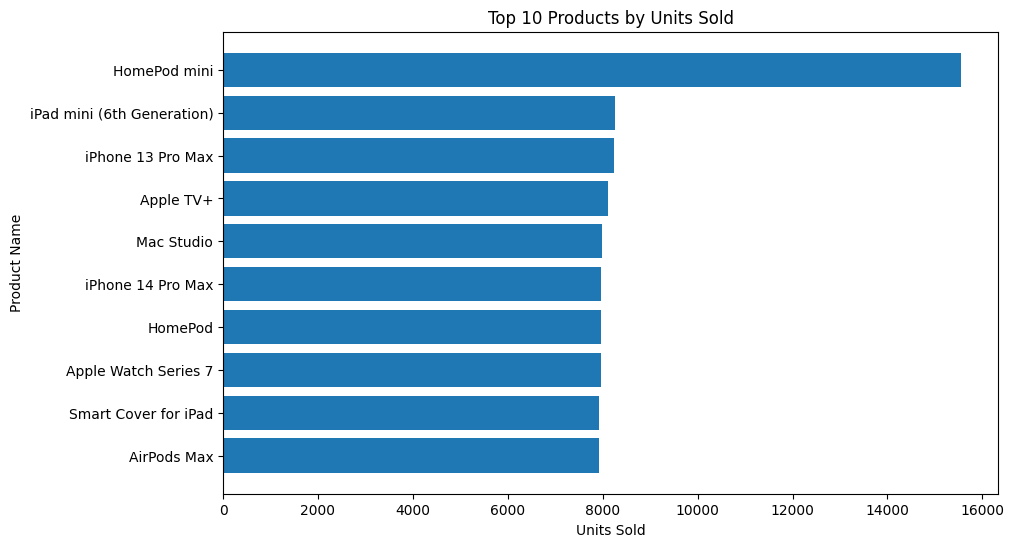 Top 10 Products by Units Sold
Product Name
HomePod mini
iPad mini (6th Generation)
iPhone 13 Pro Max
Apple TV+
Mac Studio
iPhone 14 Pro Max
HomePod
Apple Watch Series 7
Smart Cover for iPad
AirPods Max
0 2000 4000 6000 8000 10000 12000 14000 16000
Units Sold